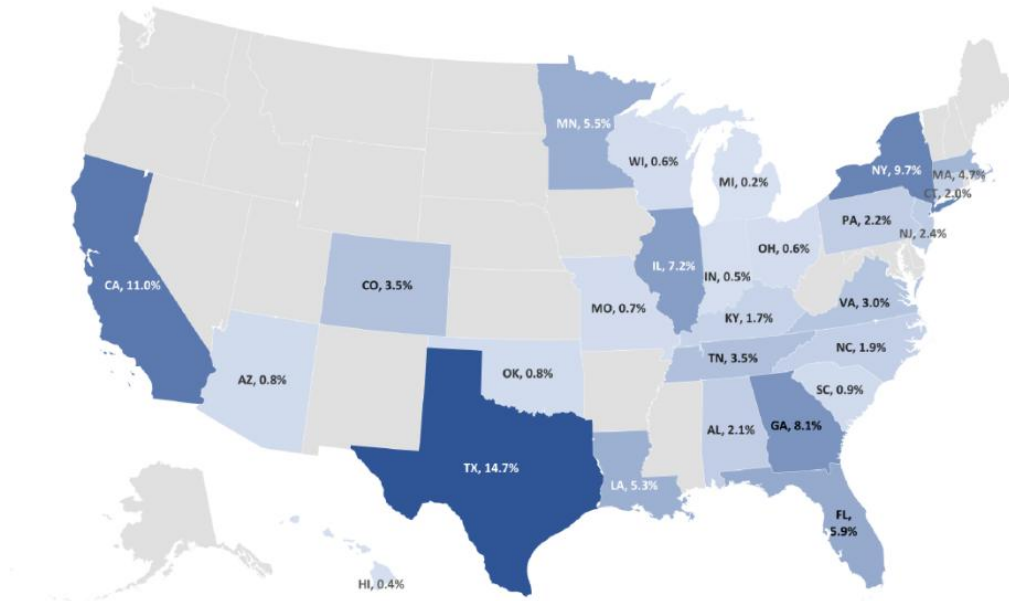 MN, 5.5%
WI, 0.6%
MI, 0.2%
NY, 9.7%
MA, 4.7%
CT, 2.0%
PA, 2.2%
NJ, 2.4%
OH, 0.6%
IL, 7.2%
IN, 0.5%
CA, 11.0%
CO, 3.5%
MO, 0.7%
KY, 1.7%
VA, 3.0%
TN, 3.5%
NC, 1.9%
AZ, 0.8%
OK, 0.8%
SC, 0.9%
AL, 2.1%
GA, 8.1%
TX, 14.7%
LA, 5.3%
FL,
5.9%
HI, 0.4%